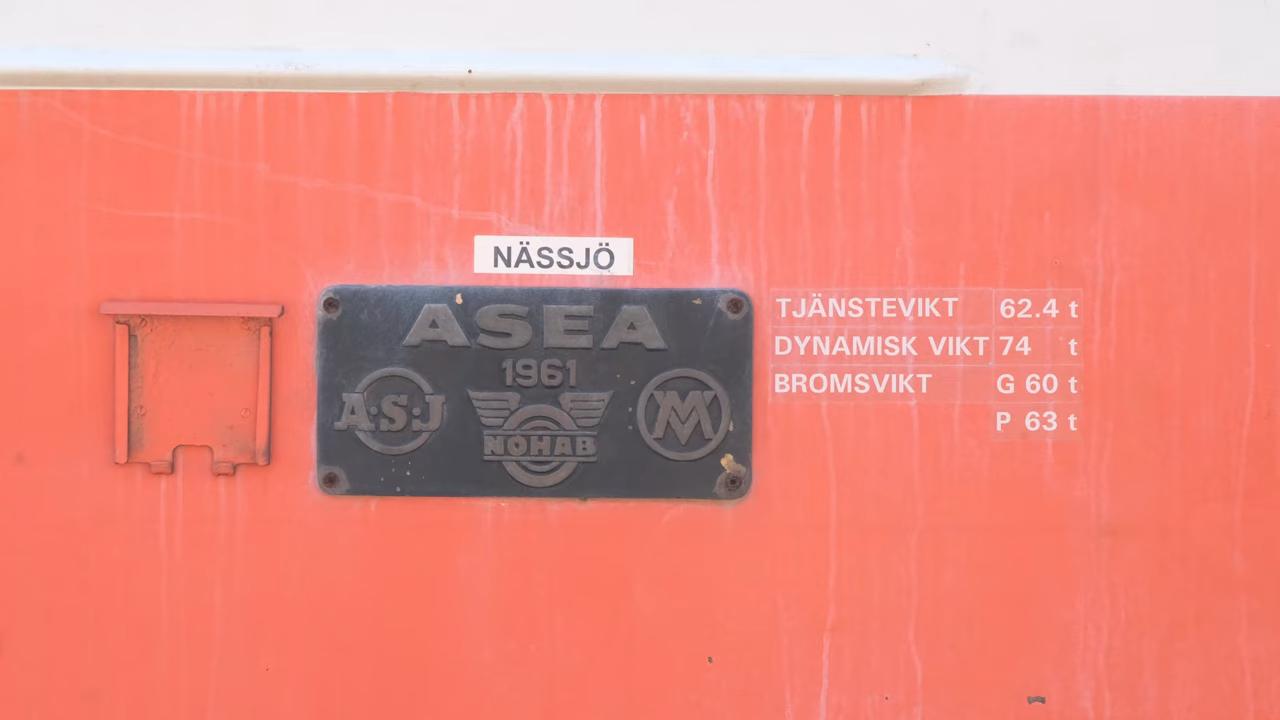 NÄSSJÖ
ASEA
1961
A·S·J
NOHAB
M
TJÄNSTEVIKT 62.4 t
DYNAMISK VIKT 74 t
BROMSVIKT G 60 t
P 63 t